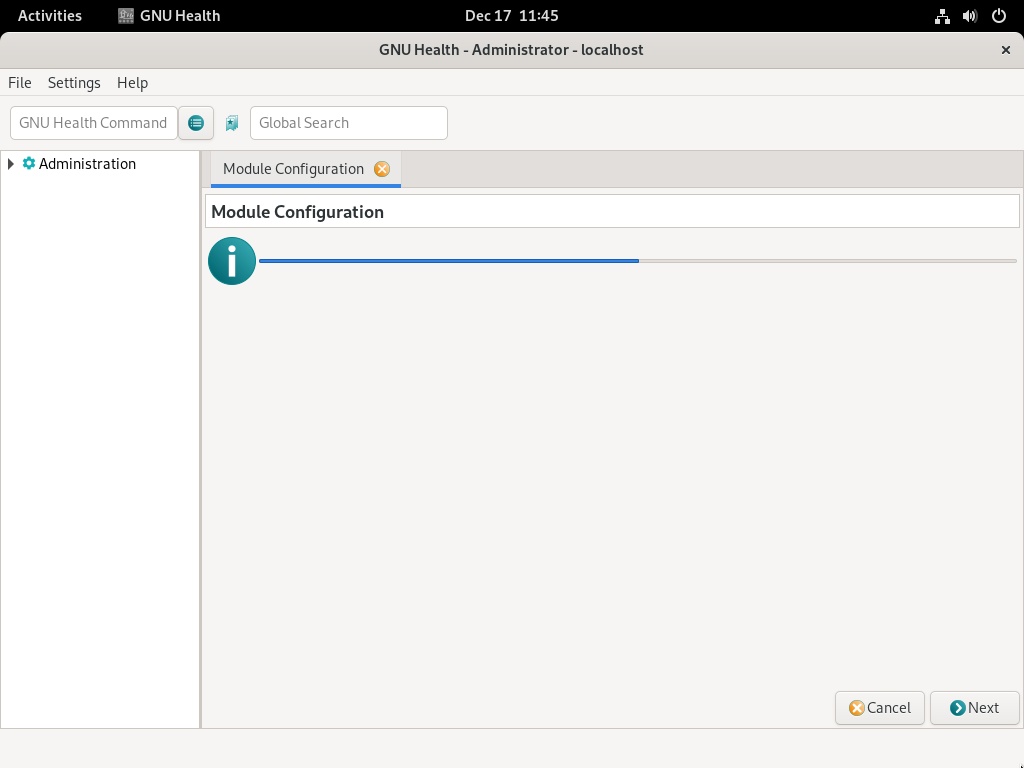 Activities GNU Health Dec 17 11:45
GNU Health - Administrator - localhost
File Settings Help
GNU Health Command Global Search
Administration
Module Configuration
Module Configuration
Cancel Next